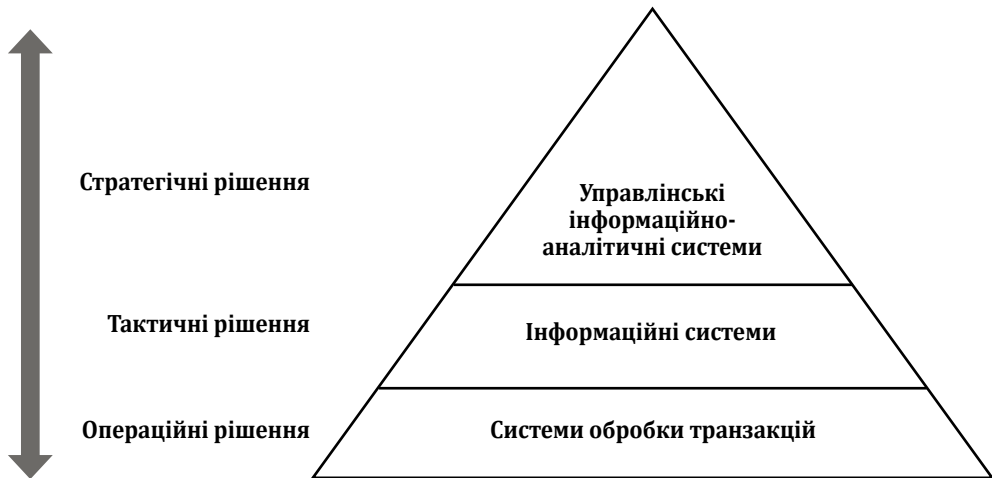 Стратегічні рішення
Управлінські
інформаційно-
аналітичні системи
Тактичні рішення
Інформаційні системи
Операційні рішення
Системи обробки транзакцій